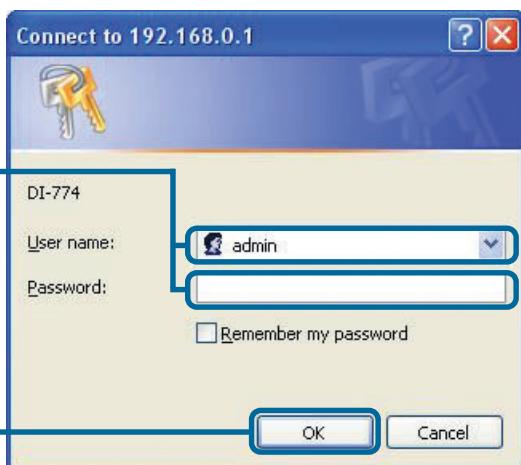 Connect to 192.168.0.1
DI-774
User name:
admin
Password:
Remember my password
OK
Cancel